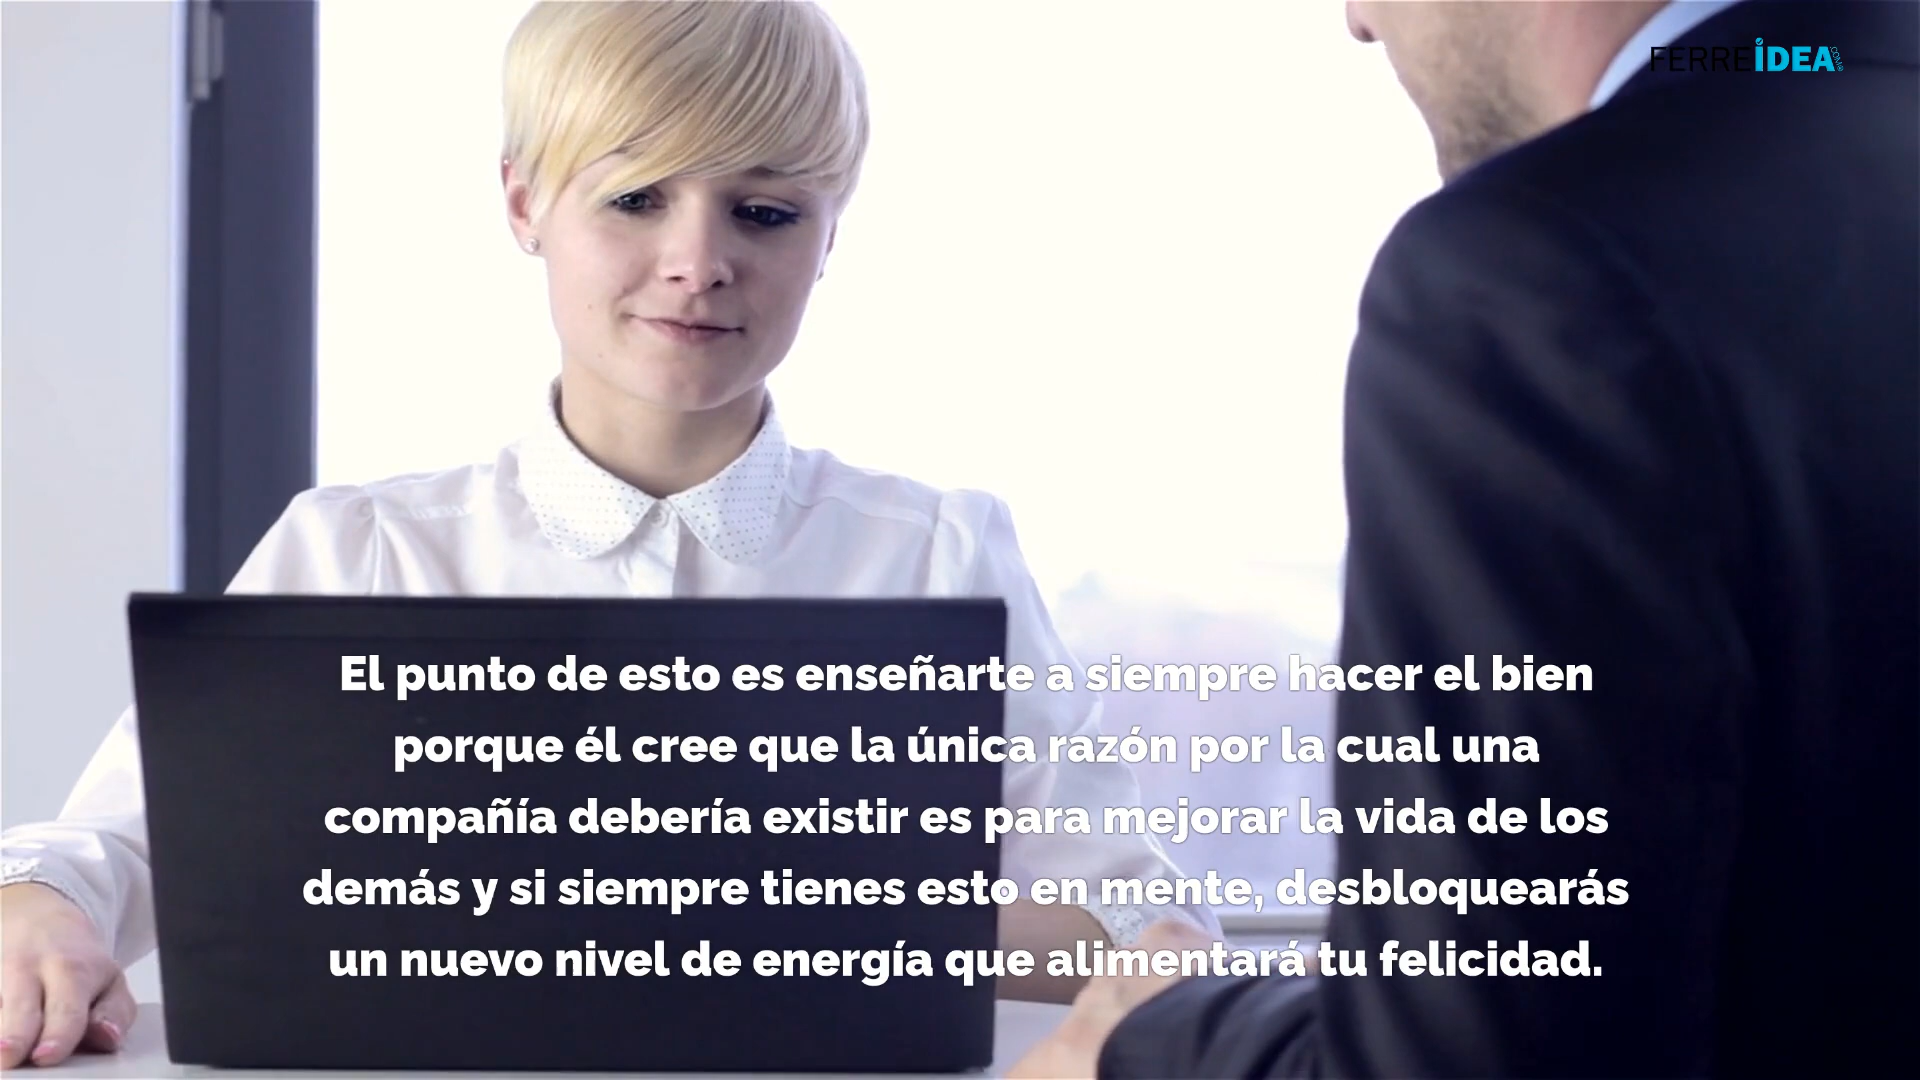 FERREIDEA.COM®
El punto de esto es enseñarte a siempre hacer el bien
porque él cree que la única razón por la cual una
compañía debería existir es para mejorar la vida de los
demás y si siempre tienes esto en mente, desbloquearás
un nuevo nivel de energía que alimentará tu felicidad.